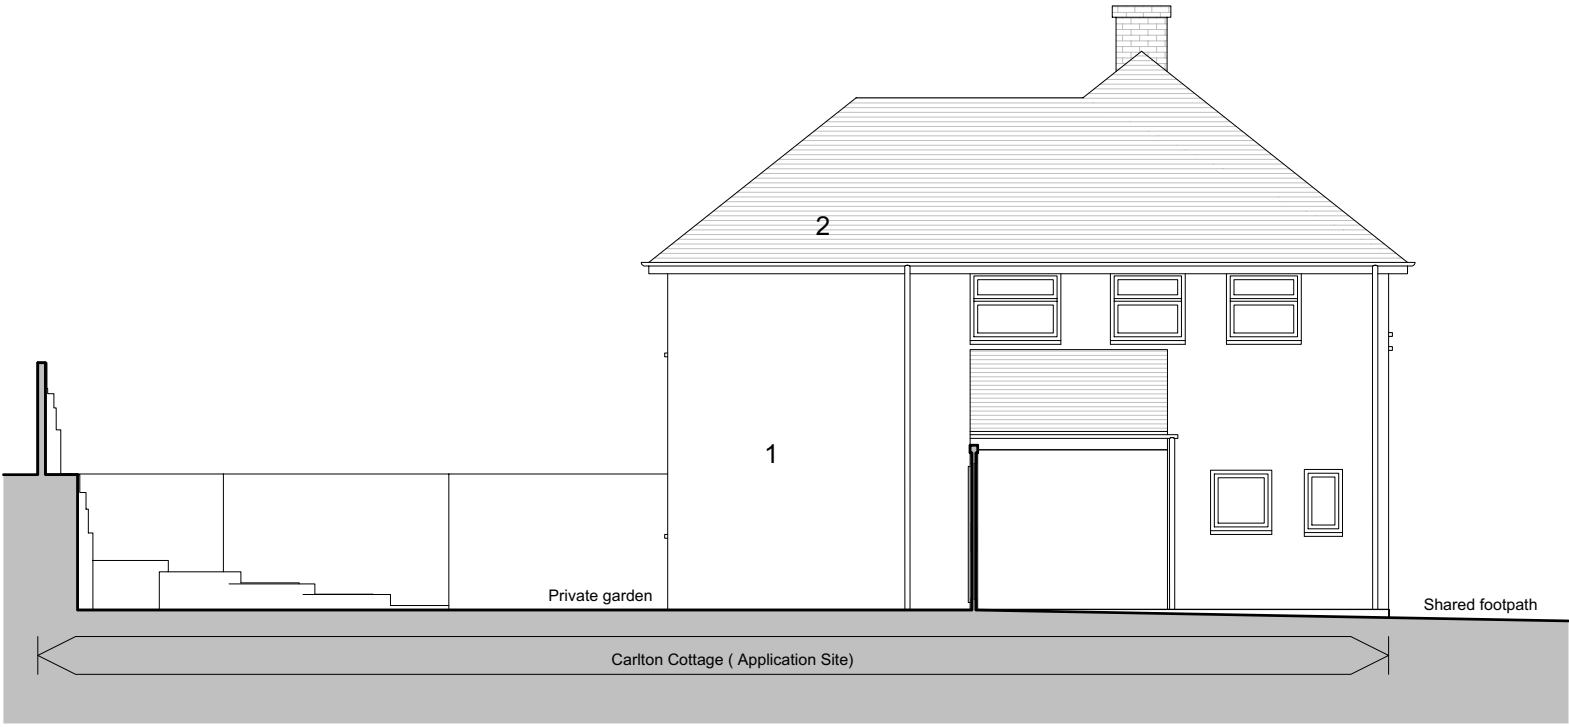 2
1
Private garden
Shared footpath
Carlton Cottage ( Application Site)